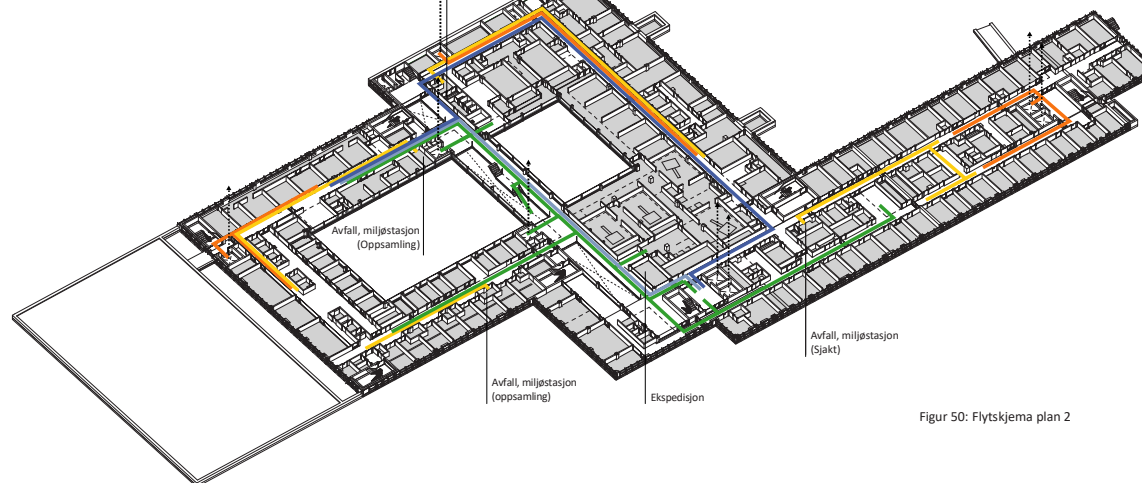 Avfall, miljøstasjon
(Oppsamling)
Avfall, miljøstasjon
(Sjakt)
Avfall, miljøstasjon
(oppsamling)
Ekspedisjon
Figur 50: Flytskjema plan 2